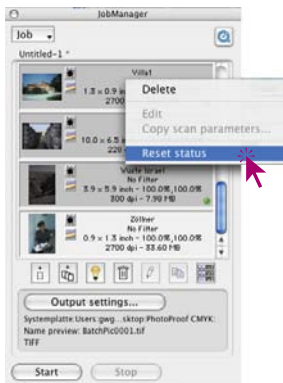 JobManager
Job
Untitled-1 *
Villa1
1.3 x 0.9 in
2700
Delete
Edit
Copy scan parameters...
Reset status
10.0 x 6.5 i
220
No Filter
3.9 x 5.9 inch - 100.0%,100.0%
300 dpi - 7.90 MB
Zöllner
No Filter
0.9 x 1.3 inch - 100.0%,100.0%
2700 dpi - 33.60 MB
Output settings...
Systemplatte:Users:gwg...sktop PhotoProof CMYK:
Name preview: BatchPic0001.tif
TIFF
Start
Stop